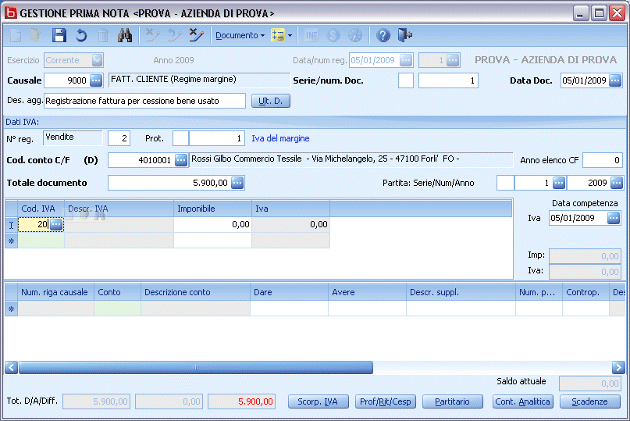 GESTIONE PRIMA NOTA <PROVA - AZIENDA DI PROVA>
Documento
Esercizio Corrente Anno 2009 Data/num reg. 05/01/2009 1 PROVA - AZIENDA DI PROVA
Causale 9000 FATT. CLIENTE (Regime margine) Serie/num. Doc. 1 Data Doc. 05/01/2009
Des. agg. Registrazione fattura per cessione bene usato Ult. D.
Dati IVA:
N° reg. Vendite 2 Prot. 1 Iva del margine
Cod. conto C/F (D) 4010001 Rossi Gilbo Commercio Tessile - Via Michelangelo, 25 - 47100 Forli' FO - Anno elenco CF 0
Totale documento 5.900,00 Partita: Serie/Num/Anno 1 2009
Cod. IVA Descr. IVA Imponibile Iva Data competenza
20 0,00 0,00 Iva 05/01/2009
Imp: 0,00
Iva: 0,00
Num. riga causale Conto Descrizione conto Dare Avere Descr. suppl. Num. p... Controp. Des
Saldo attuale 0,00
Tot. D/A/Diff. 5.900,00 0,00 5.900,00 Scorp. IVA Prof/Rit/Cesp Partitario Cont. Analitica Scadenze